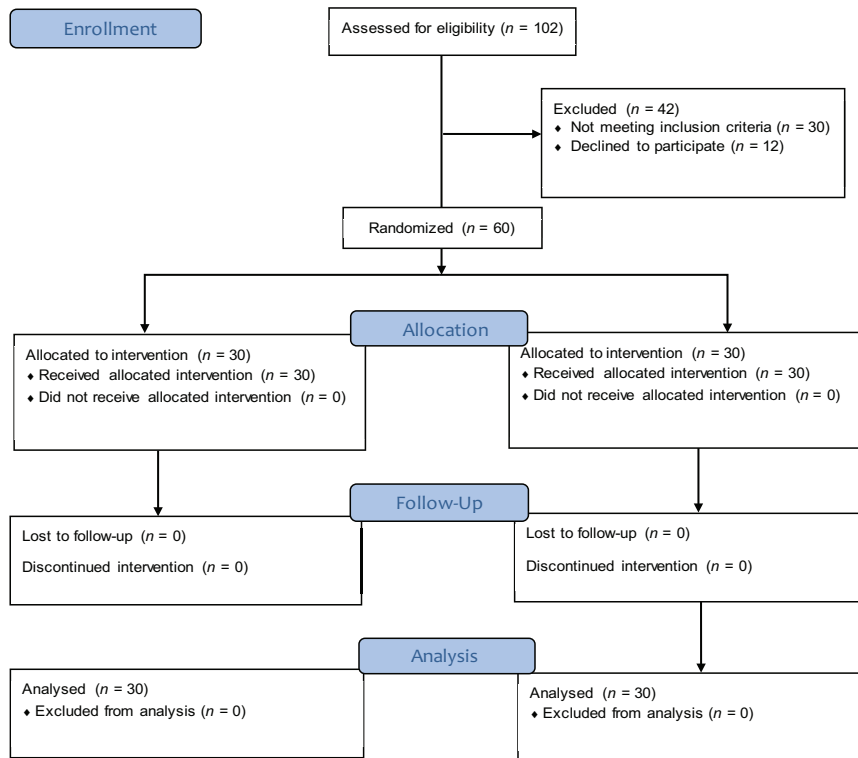 Enrollment
Assessed for eligibility (n = 102)
Excluded (n = 42)
♦ Not meeting inclusion criteria (n = 30)
♦ Declined to participate (n = 12)
Randomized (n = 60)
Allocation
Allocated to intervention (n = 30)
♦ Received allocated intervention (n = 30)
♦ Did not receive allocated intervention (n = 0)
Allocated to intervention (n = 30)
♦ Received allocated intervention (n = 30)
♦ Did not receive allocated intervention (n = 0)
Follow-Up
Lost to follow-up (n = 0)
Discontinued intervention (n = 0)
Lost to follow-up (n = 0)
Discontinued intervention (n = 0)
Analysis
Analysed (n = 30)
♦ Excluded from analysis (n = 0)
Analysed (n = 30)
♦ Excluded from analysis (n = 0)